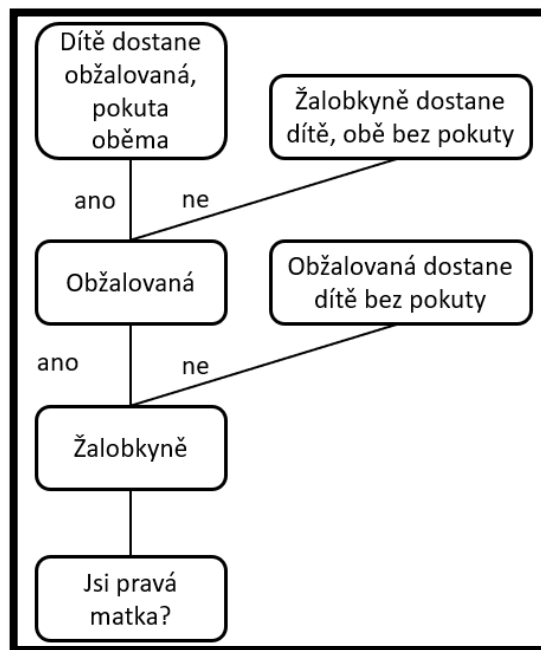 Dítě dostane
obžalovaná,
pokuta
oběma
Žalobkyně dostane
dítě, obě bez pokuty
ano
ne
Obžalovaná
Obžalovaná dostane
dítě bez pokuty
ano
ne
Žalobkyně
Jsi pravá
matka?